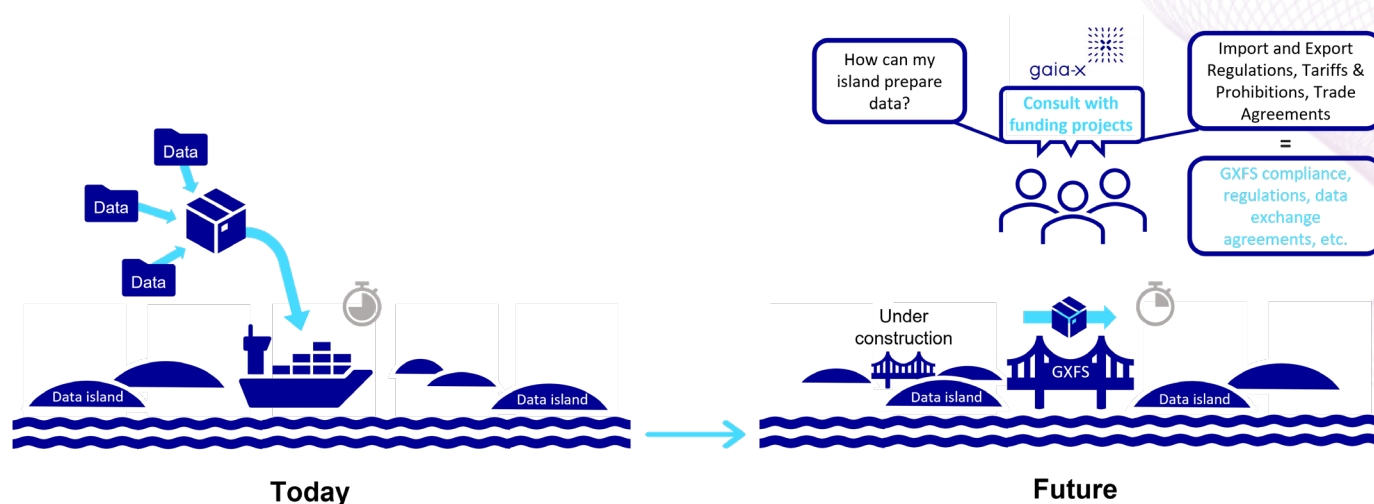 Data
Data
Data
Data island
Data island
Today
How can my
island prepare
data?
gaia-x
Consult with
funding projects
Import and Export
Regulations, Tariffs &
Prohibitions, Trade
Agreements
=
GXFS compliance,
regulations, data
exchange
agreements, etc.
Under
construction
GXFS
Data island
Data island
Future